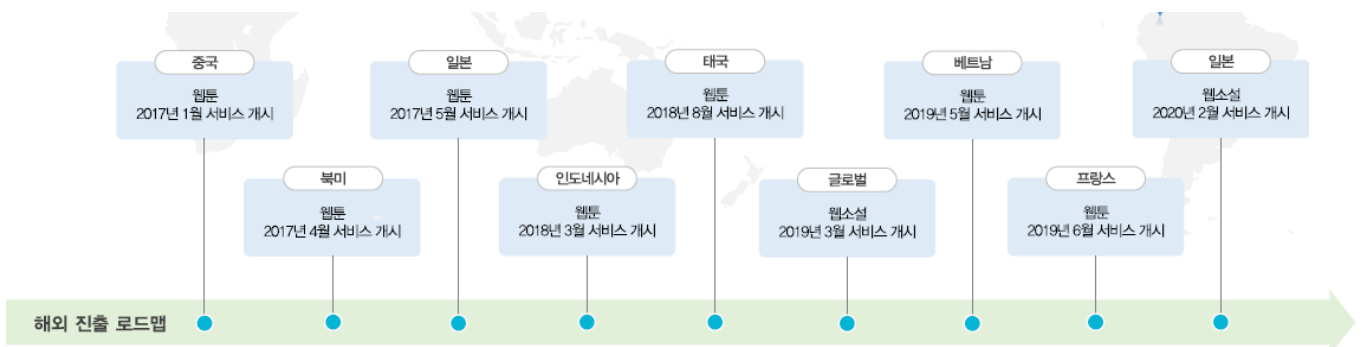 중국
웹툰
2017년 1월 서비스 개시
북미
웹툰
2017년 4월 서비스 개시
일본
웹툰
2017년 5월 서비스 개시
인도네시아
웹툰
2018년 3월 서비스 개시
태국
웹툰
2018년 8월 서비스 개시
글로벌
웹소설
2019년 3월 서비스 개시
베트남
웹툰
2019년 5월 서비스 개시
프랑스
웹툰
2019년 6월 서비스 개시
일본
웹소설
2020년 2월 서비스 개시
해외 진출 로드맵